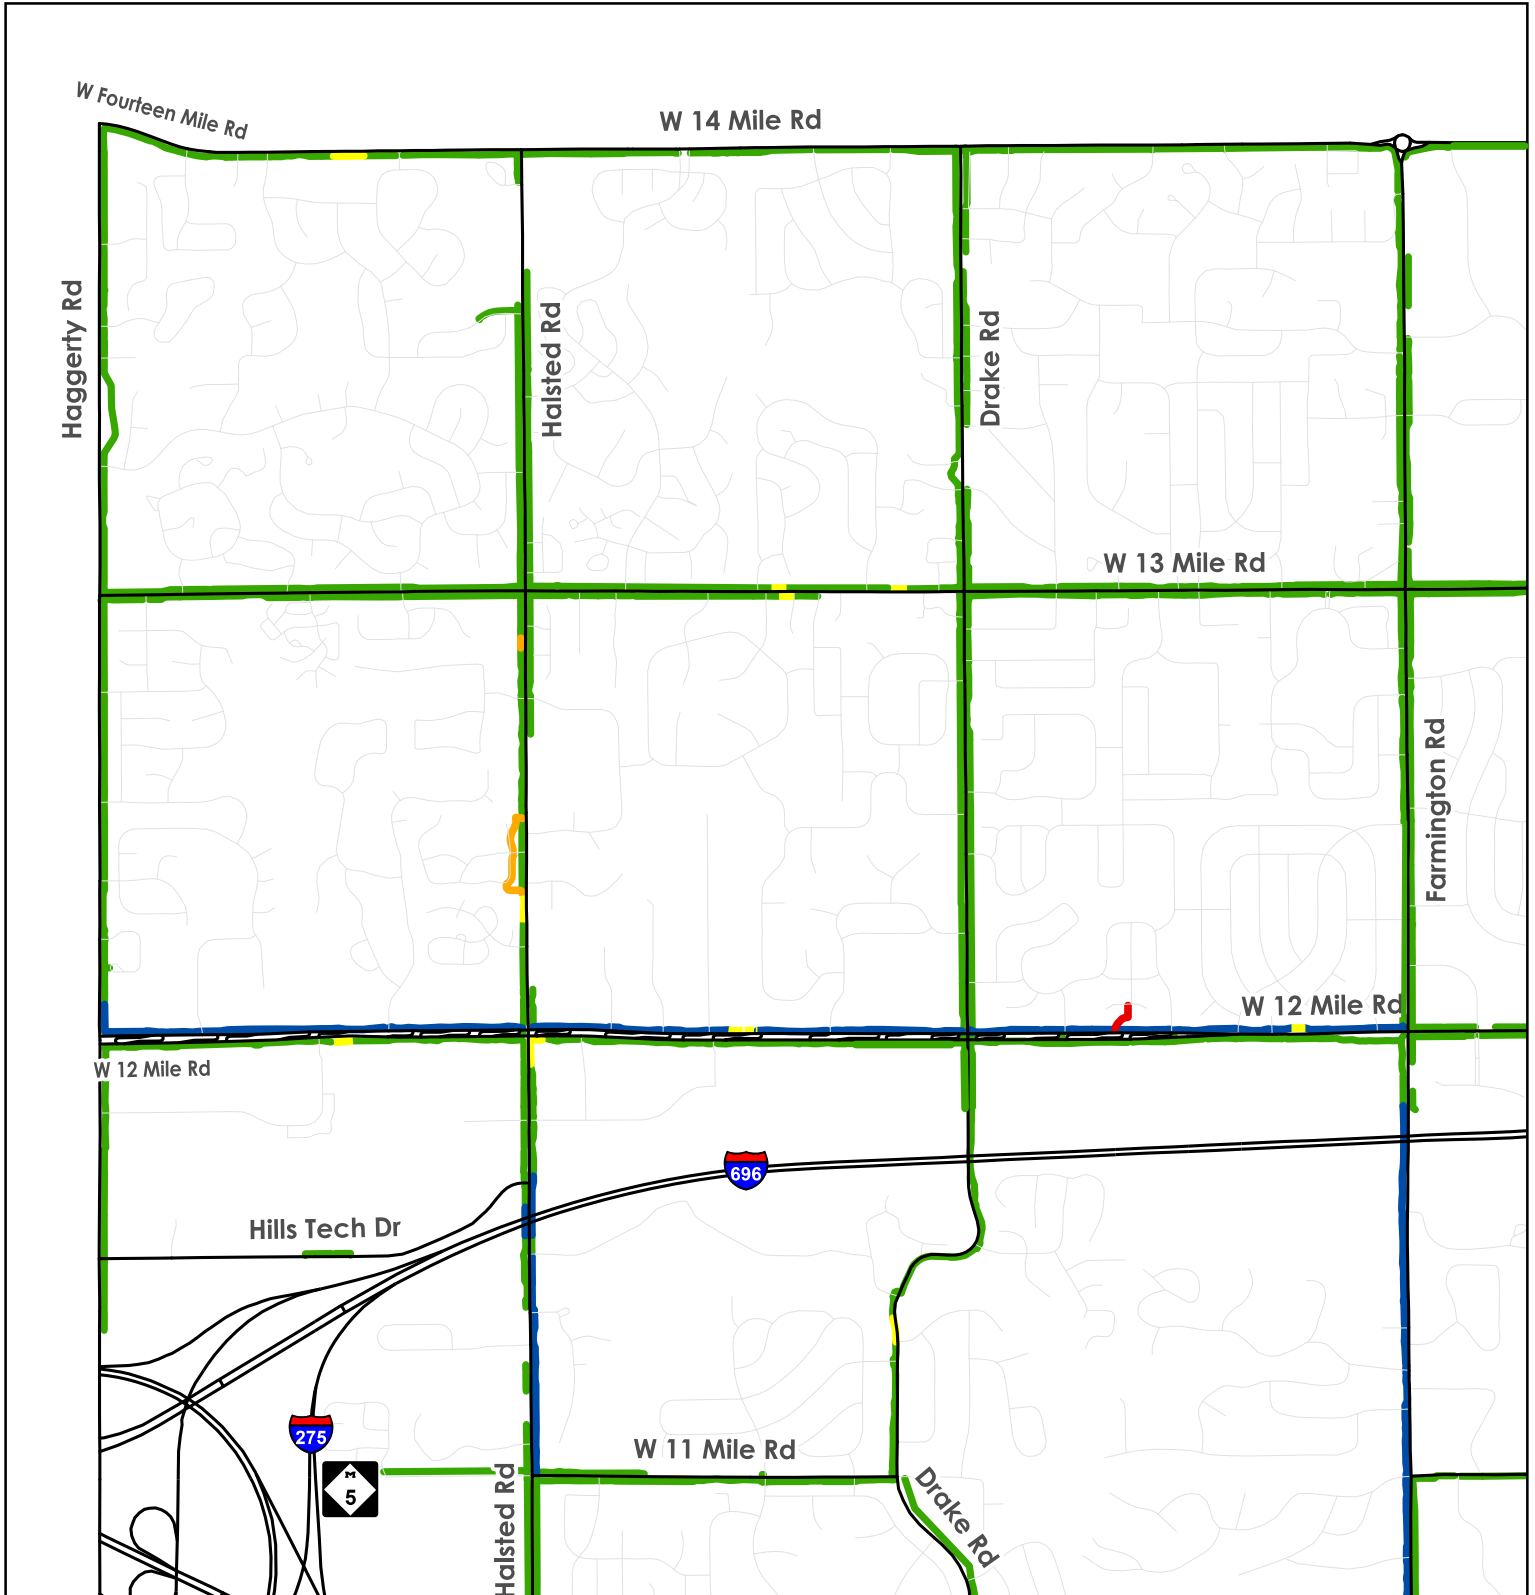 W Fourteen Mile Rd
W 14 Mile Rd
Haggerty Rd
Halsted Rd
Drake Rd
W 13 Mile Rd
Farmington Rd
W 12 Mile Rd
W 12 Mile Rd
696
Hills Tech Dr
275
M
5
W 11 Mile Rd
Halsted Rd
Drake Rd